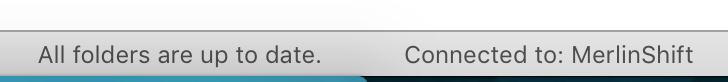 All folders are up to date. Connected to: MerlinShift